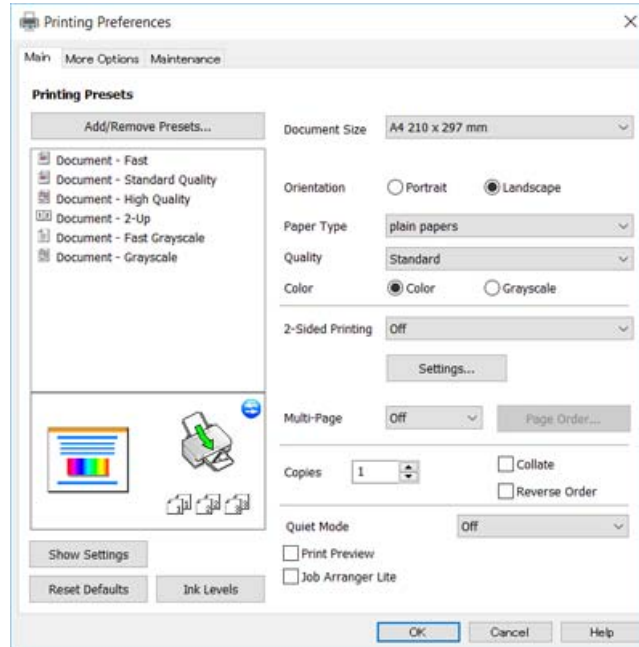 Printing Preferences
Main More Options Maintenance
Printing Presets
Add/Remove Presets...
Document - Fast
Document - Standard Quality
Document - High Quality
Document - 2-Up
Document - Fast Grayscale
Document - Grayscale
Show Settings
Reset Defaults Ink Levels
Document Size A4 210 x 297 mm
Orientation Portrait Landscape
Paper Type plain papers
Quality Standard
Color Color Grayscale
2-Sided Printing Off
Settings...
Multi-Page Off Page Order...
Copies 1 Collate
Reverse Order
Quiet Mode Off
Print Preview
Job Arranger Lite
OK Cancel Help